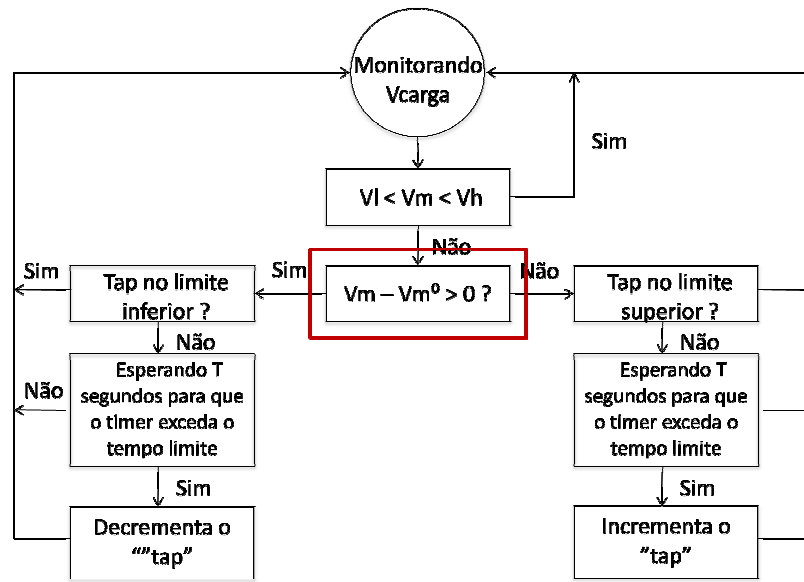 Monitorando
Vcarga
Sim
Vl < Vm < Vh
Não
Sim
Sim
Não
Tap no limite
inferior ?
Vm – Vm⁰ > 0 ?
Tap no limite
superior ?
Não
Não
Não
Esperando T
segundos para que
o timer exceda o
tempo limite
Esperando T
segundos para que
o timer exceda o
tempo limite
Sim
Sim
Decrementa o
“”tap”
Incrementa o
”tap”